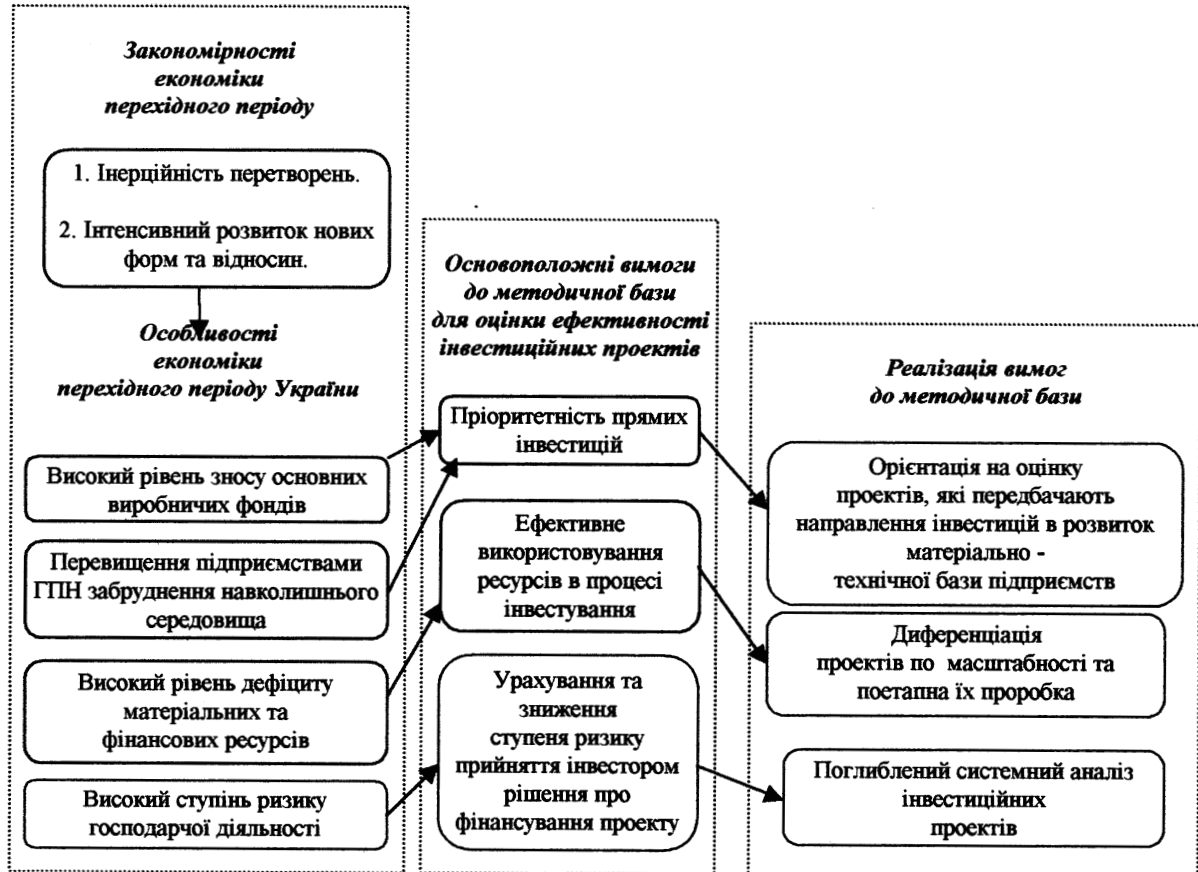 Закономірності
економіки
перехідного періоду
1. Інерційність перетворень.
2. Інтенсивний розвиток нових
форм та відносин.
Особливості
економіки
перехідного періоду України
Високий рівень зносу основних
виробничих фондів
Перевищення підприємствами
ГПН забруднення навколишнього
середовища
Високий рівень дефіциту
матеріальних та
фінансових ресурсів
Високий ступінь ризику
господарчої діяльності
Основоположні вимоги
до методичної бази
для оцінки ефективності
інвестиційних проектів
Пріоритетність прямих
інвестицій
Ефективне
використовування
ресурсів в процесі
інвестування
Урахування та
зниження
ступеня ризику
прийняття інвестором
рішення про
фінансування проекту
Реалізація вимог
до методичної бази
Орієнтація на оцінку
проектів, які передбачають
направлення інвестицій в розвиток
матеріально -
технічної бази підприємств
Диференціація
проектів по масштабності та
поетапна їх проробка
Поглиблений системний аналіз
інвестиційних
проектів